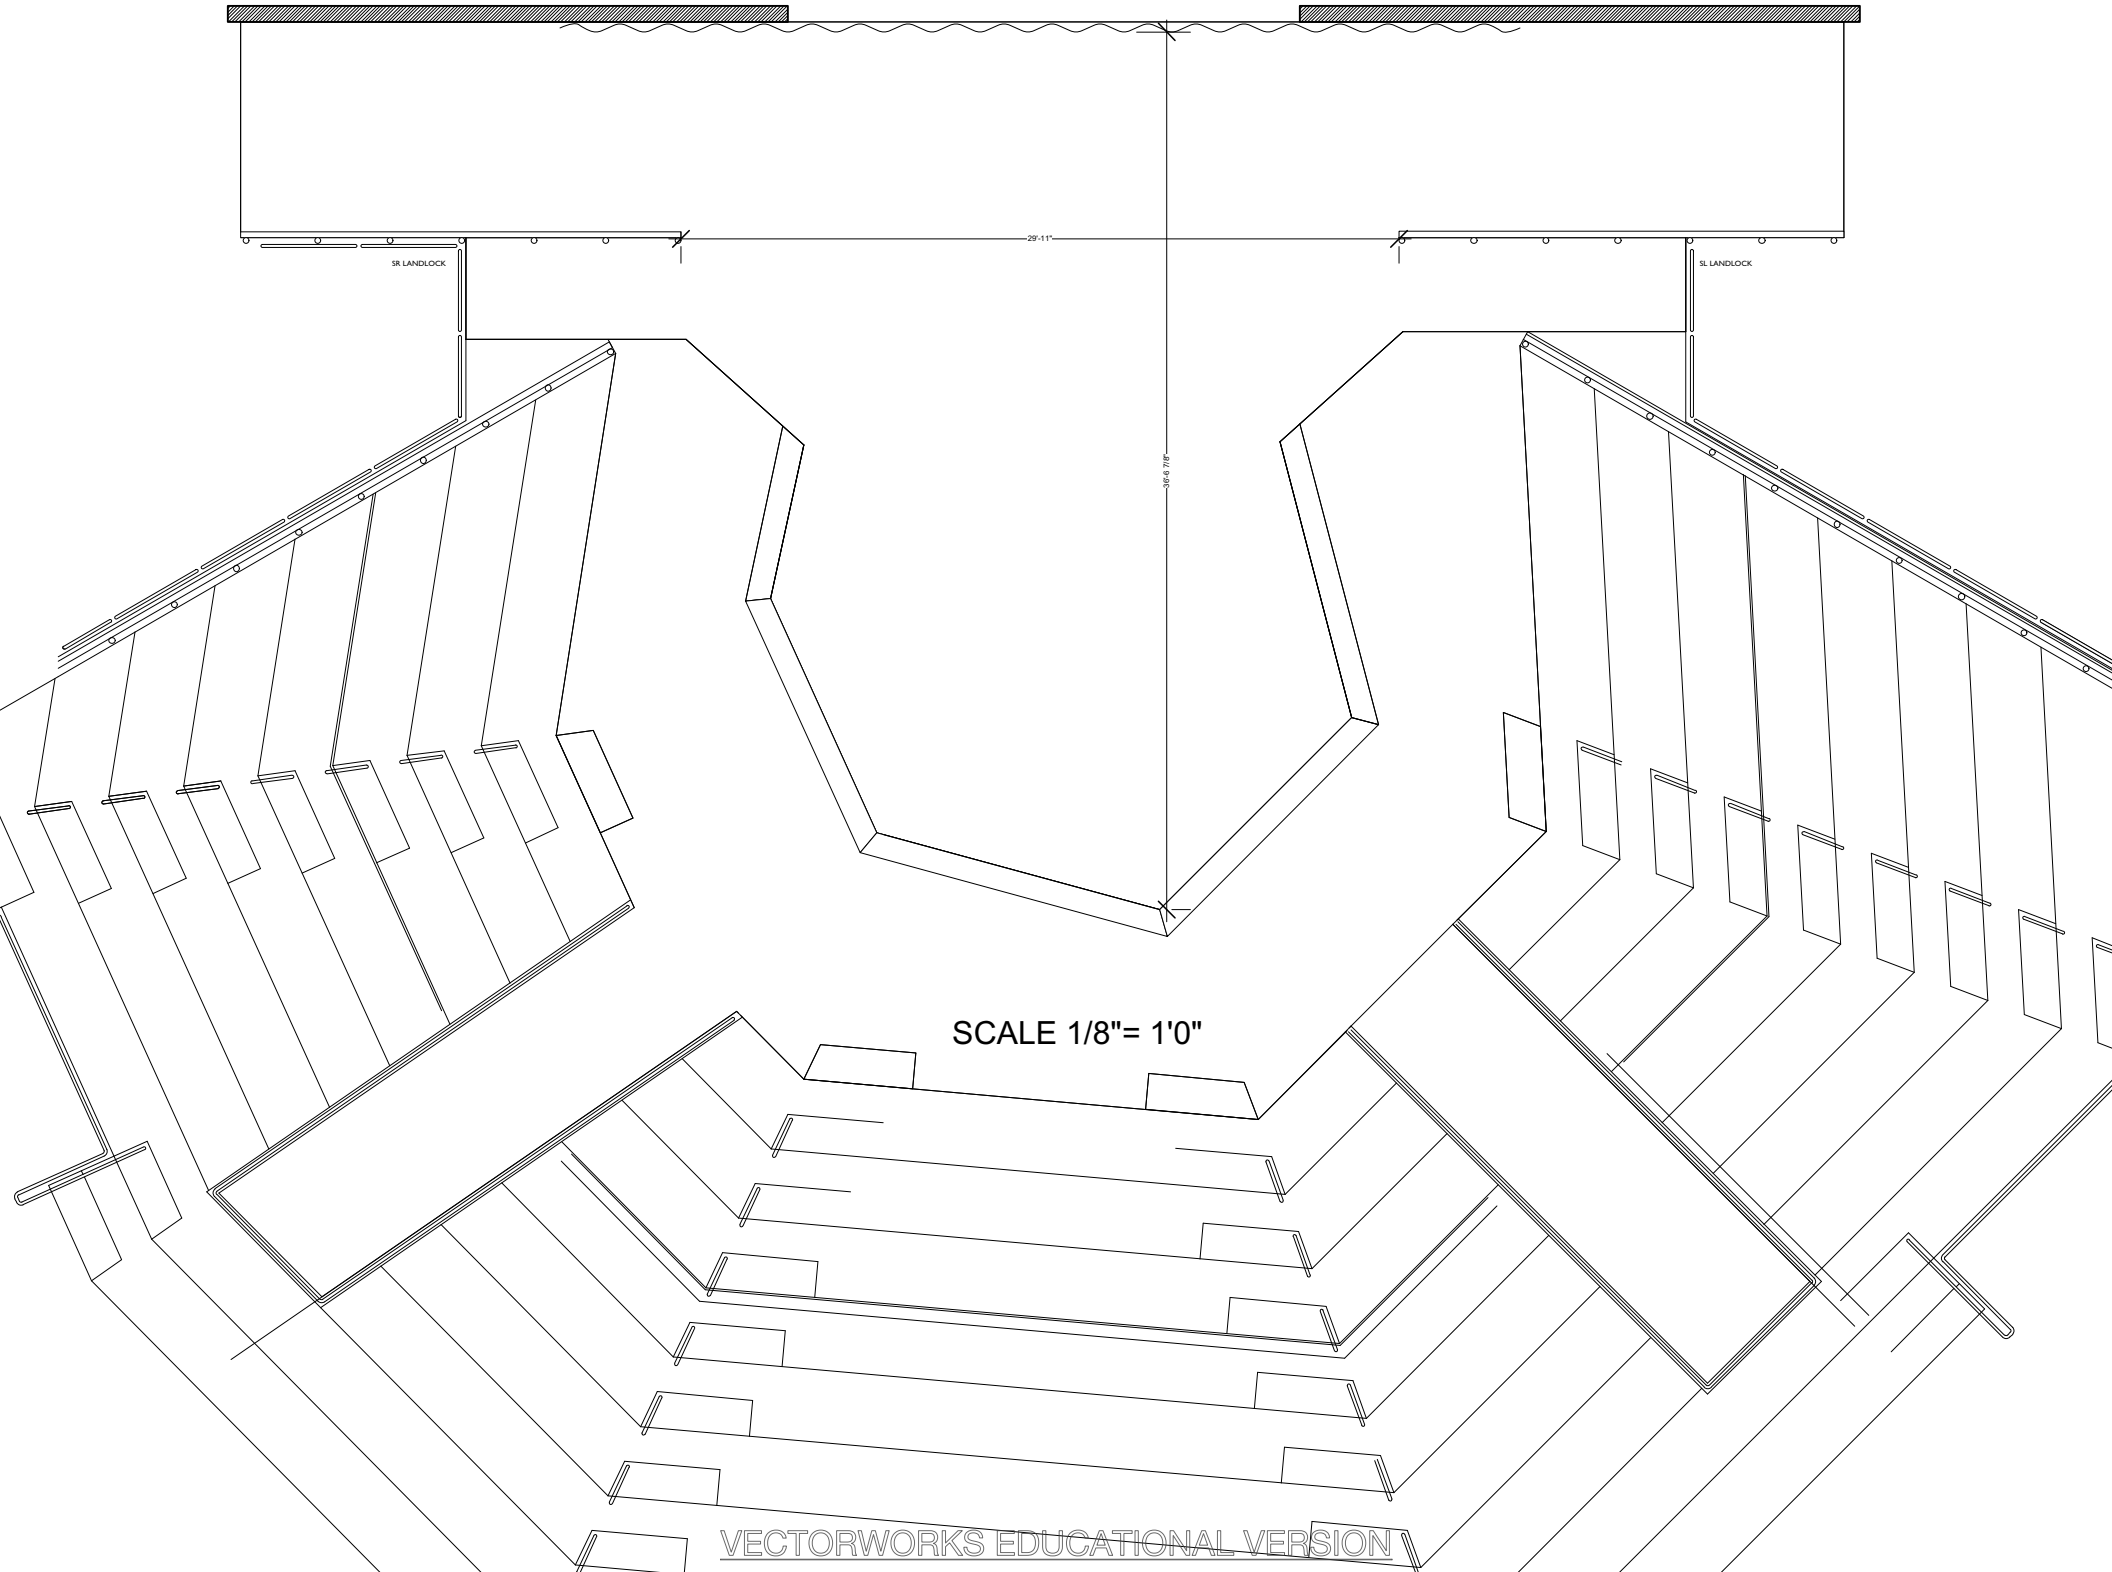 29'-11"
SR LANDLOCK
SL LANDLOCK
36'-6 7/8"
SCALE 1/8"= 1'0"
VECTORWORKS EDUCATIONAL VERSION